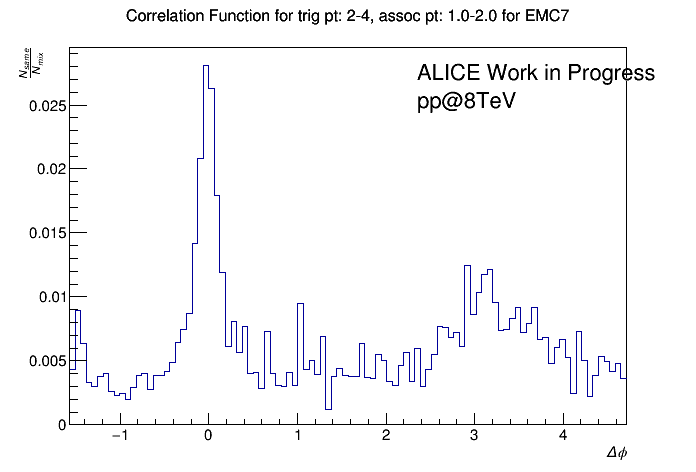 Correlation Function for trig pt: 2-4, assoc pt: 1.0-2.0 for EMC7
N_same
N_mix
ALICE Work in Progress
pp@8TeV
0.025
0.02
0.015
0.01
0.005
0
−1 0 1 2 3 4
Δϕ